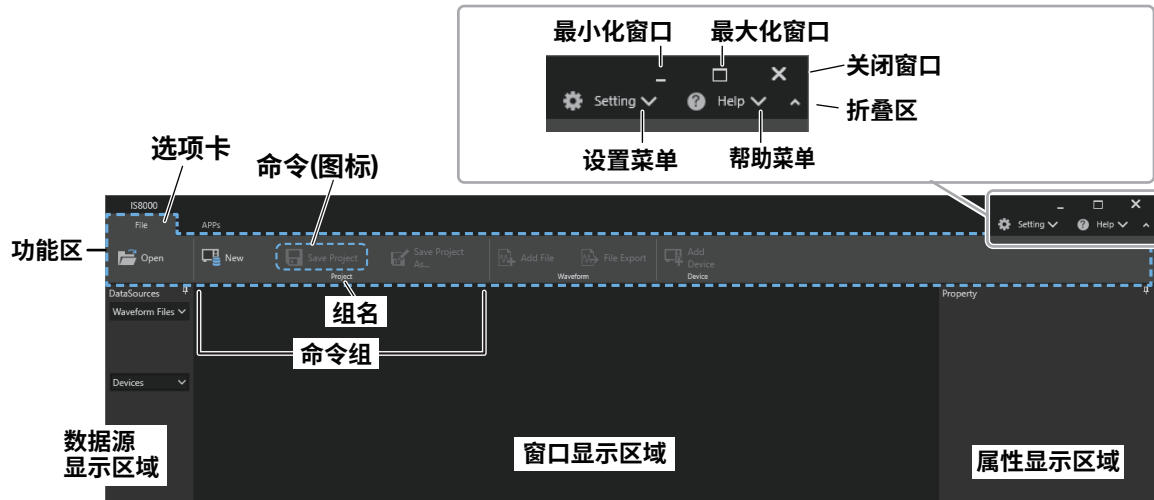 最小化窗口
最大化窗口
关闭窗口
Setting
Help
折叠区
设置菜单
帮助菜单
选项卡
命令(图标)
功能区
IS8000
File
APPs
Setting
Help
Open
New
Save Project
Save Project
As...
Add File
File Export
Add
Device
Project
Waveform
Device
DataSources
Property
Waveform Files
组名
命令组
Devices
数据源
显示区域
窗口显示区域
属性显示区域